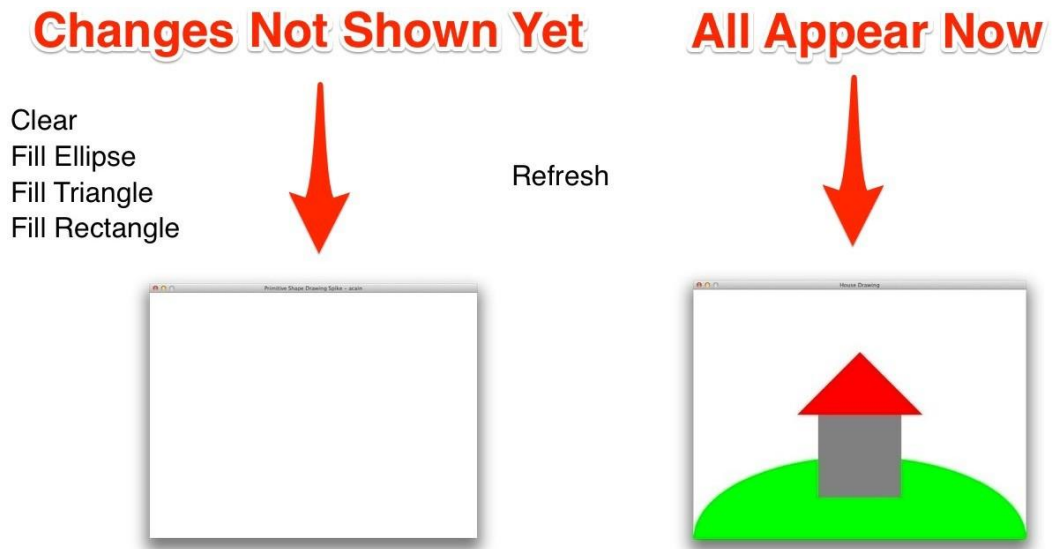 Changes Not Shown Yet
All Appear Now
Clear
Fill Ellipse
Fill Triangle
Fill Rectangle
Refresh
Primitive Shape Drawing Spike - again
House Drawing